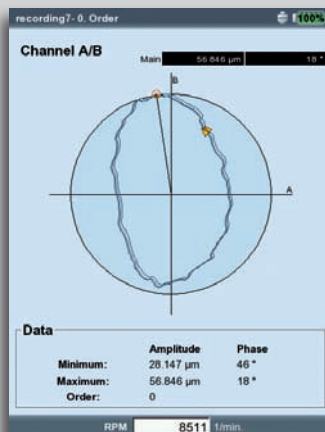 recording7- 0. Order 100%
Channel A/B
Main 56.846 µm 18 °
B
A
Data
Amplitude Phase
Minimum: 28.147 µm 46 °
Maximum: 56.846 µm 18 °
Order: 0
RPM 8511 1/min.